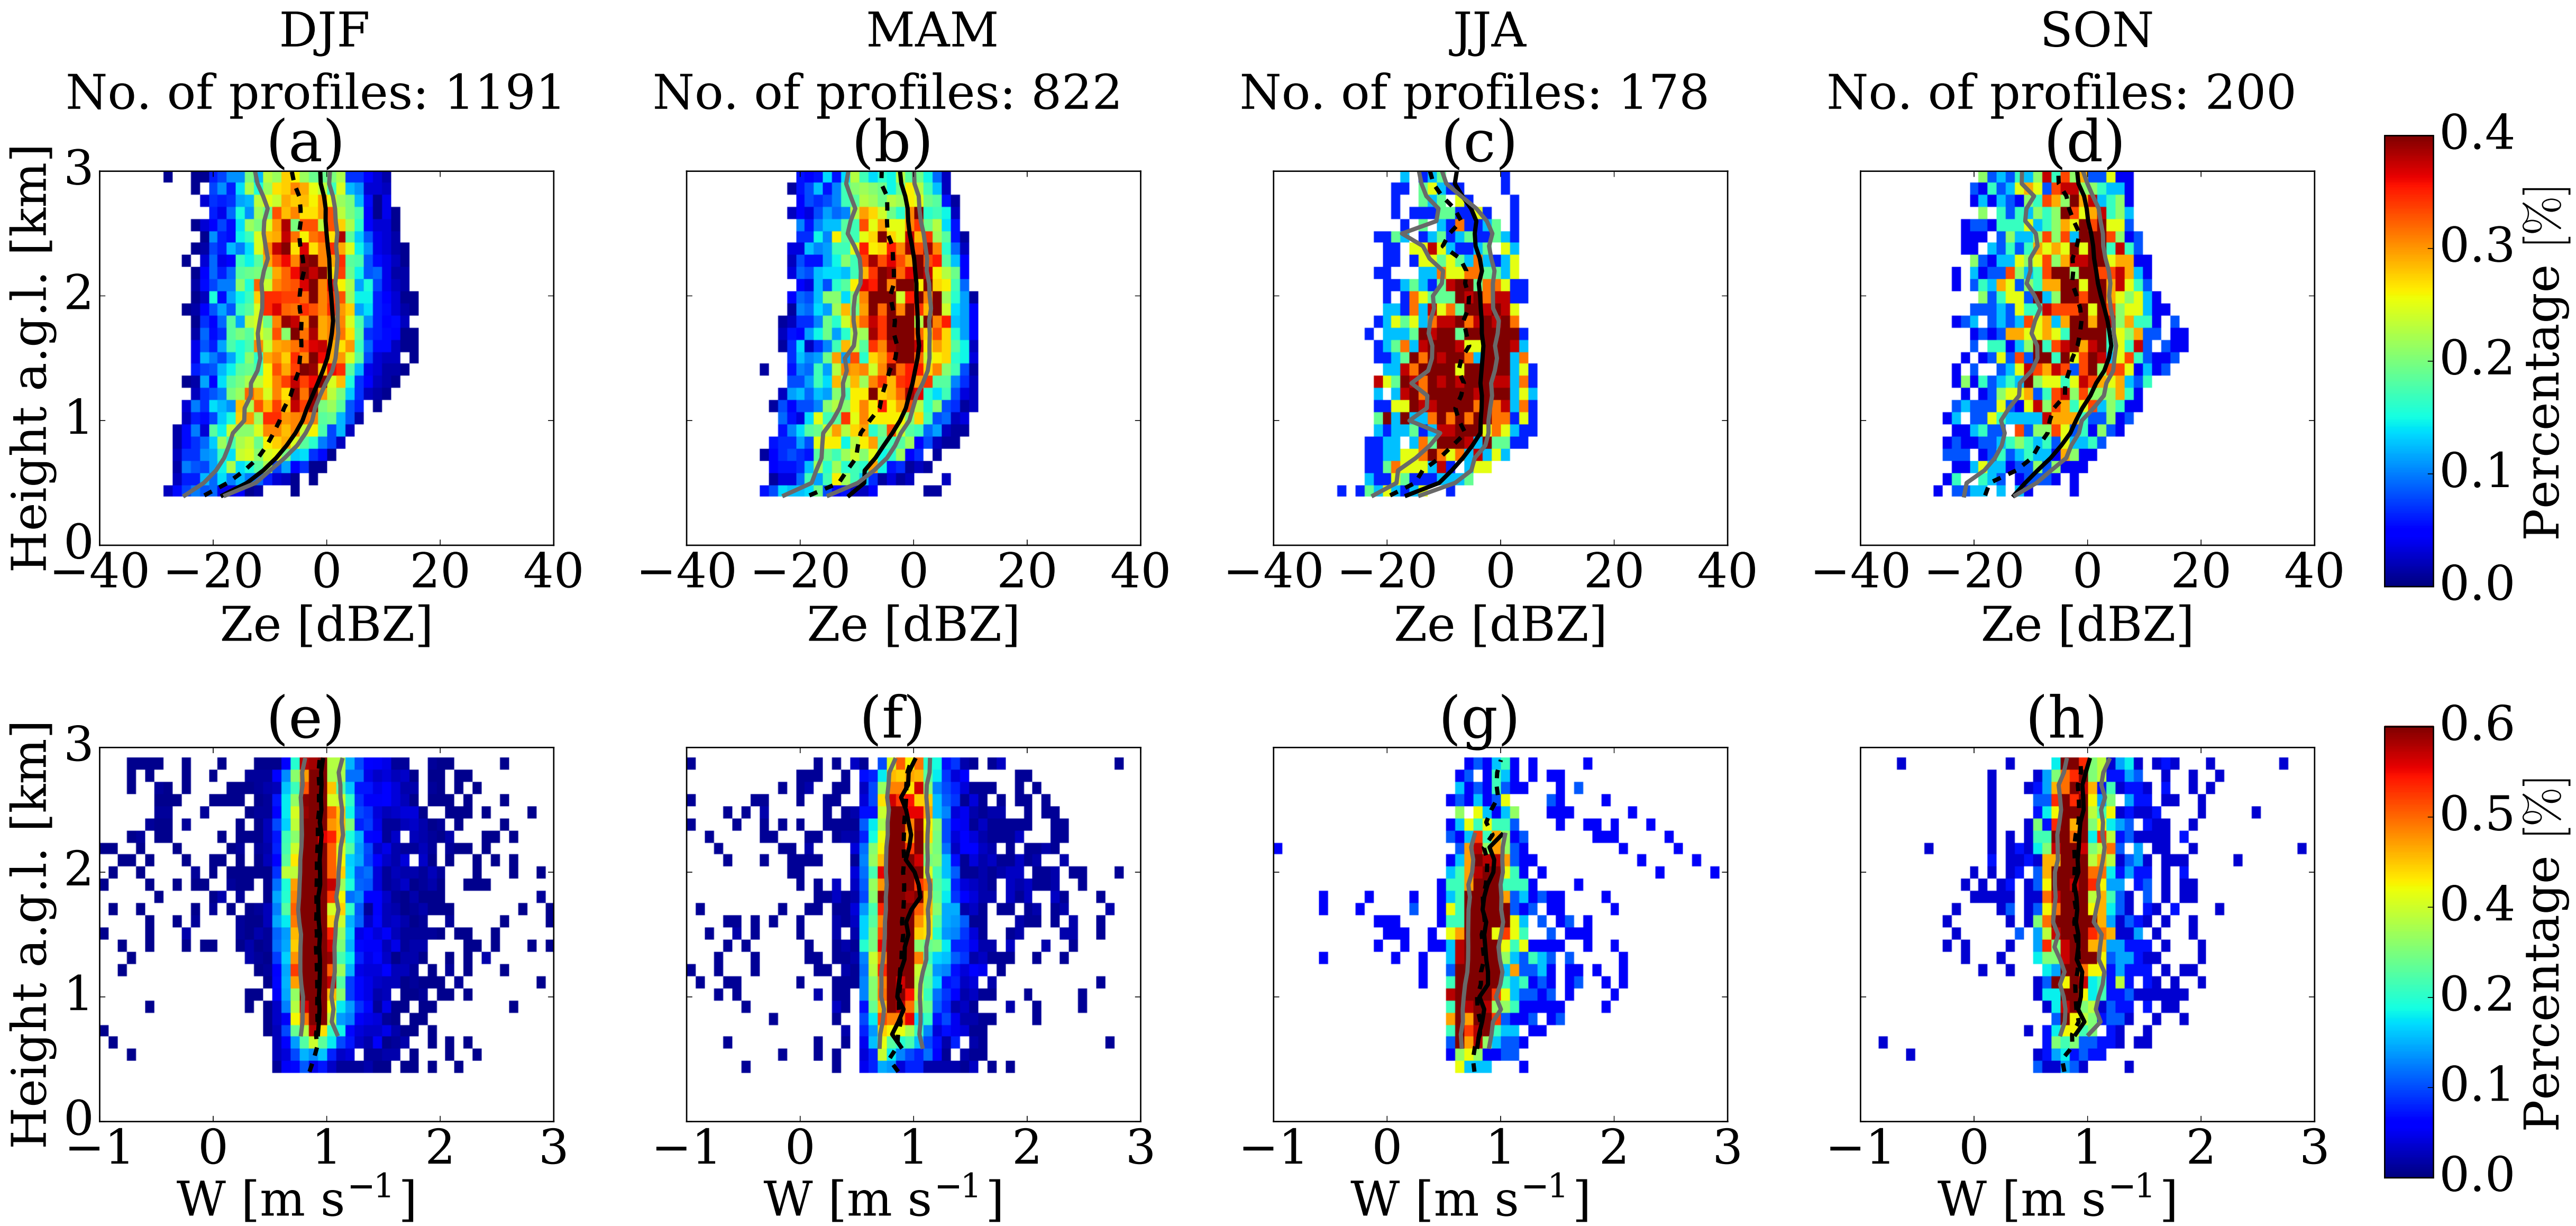 DJF MAM JJA SON
No. of profiles: 1191 No. of profiles: 822 No. of profiles: 178 No. of profiles: 200
(a) (b) (c) (d)
Height a.g.l. [km]
3
2
1
0
−40 −20 0 20 40
Ze [dBZ]
−40 −20 0 20 40
Ze [dBZ]
−40 −20 0 20 40
Ze [dBZ]
−40 −20 0 20 40
Ze [dBZ]
0.4
0.3
0.2
0.1
0.0
Percentage [%]
(e) (f) (g) (h)
Height a.g.l. [km]
3
2
1
0
−1 0 1 2 3
W [m s−1]
−1 0 1 2 3
W [m s−1]
−1 0 1 2 3
W [m s−1]
−1 0 1 2 3
W [m s−1]
0.6
0.5
0.4
0.2
0.1
0.0
Percentage [%]